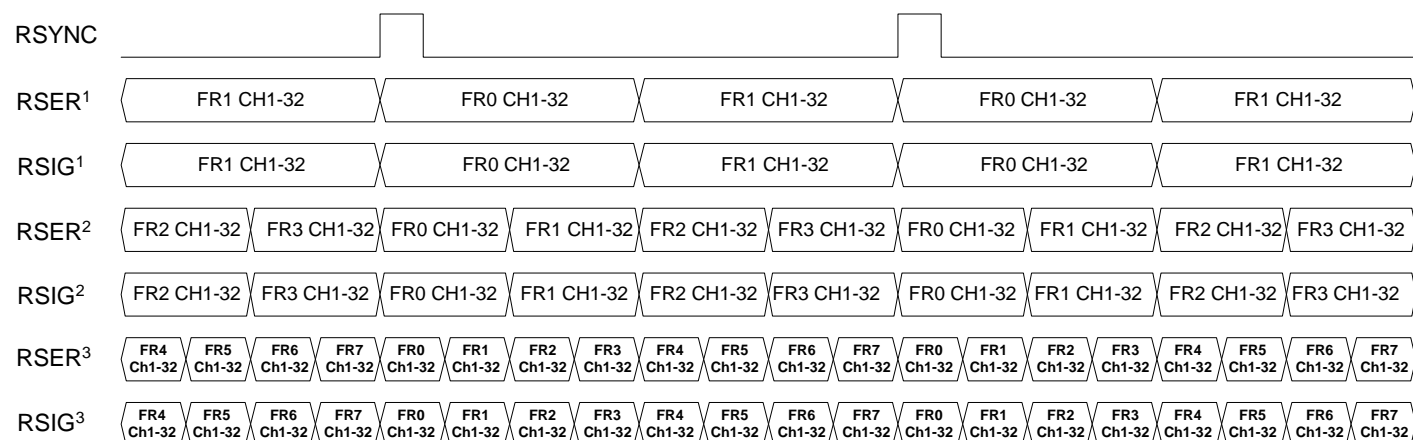 RSYNC
RSER¹ FR1 CH1-32 FR0 CH1-32 FR1 CH1-32 FR0 CH1-32 FR1 CH1-32
RSIG¹ FR1 CH1-32 FR0 CH1-32 FR1 CH1-32 FR0 CH1-32 FR1 CH1-32
RSER² FR2 CH1-32 FR3 CH1-32 FR0 CH1-32 FR1 CH1-32 FR2 CH1-32 FR3 CH1-32 FR0 CH1-32 FR1 CH1-32 FR2 CH1-32 FR3 CH1-32
RSIG² FR2 CH1-32 FR3 CH1-32 FR0 CH1-32 FR1 CH1-32 FR2 CH1-32 FR3 CH1-32 FR0 CH1-32 FR1 CH1-32 FR2 CH1-32 FR3 CH1-32
RSER³ FR4 FR5 FR6 FR7 FR0 FR1 FR2 FR3 FR4 FR5 FR6 FR7 FR0 FR1 FR2 FR3 FR4 FR5 FR6 FR7
Ch1-32 Ch1-32 Ch1-32 Ch1-32 Ch1-32 Ch1-32 Ch1-32 Ch1-32 Ch1-32 Ch1-32 Ch1-32 Ch1-32 Ch1-32 Ch1-32 Ch1-32 Ch1-32 Ch1-32 Ch1-32 Ch1-32 Ch1-32
RSIG³ FR4 FR5 FR6 FR7 FR0 FR1 FR2 FR3 FR4 FR5 FR6 FR7 FR0 FR1 FR2 FR3 FR4 FR5 FR6 FR7
Ch1-32 Ch1-32 Ch1-32 Ch1-32 Ch1-32 Ch1-32 Ch1-32 Ch1-32 Ch1-32 Ch1-32 Ch1-32 Ch1-32 Ch1-32 Ch1-32 Ch1-32 Ch1-32 Ch1-32 Ch1-32 Ch1-32 Ch1-32